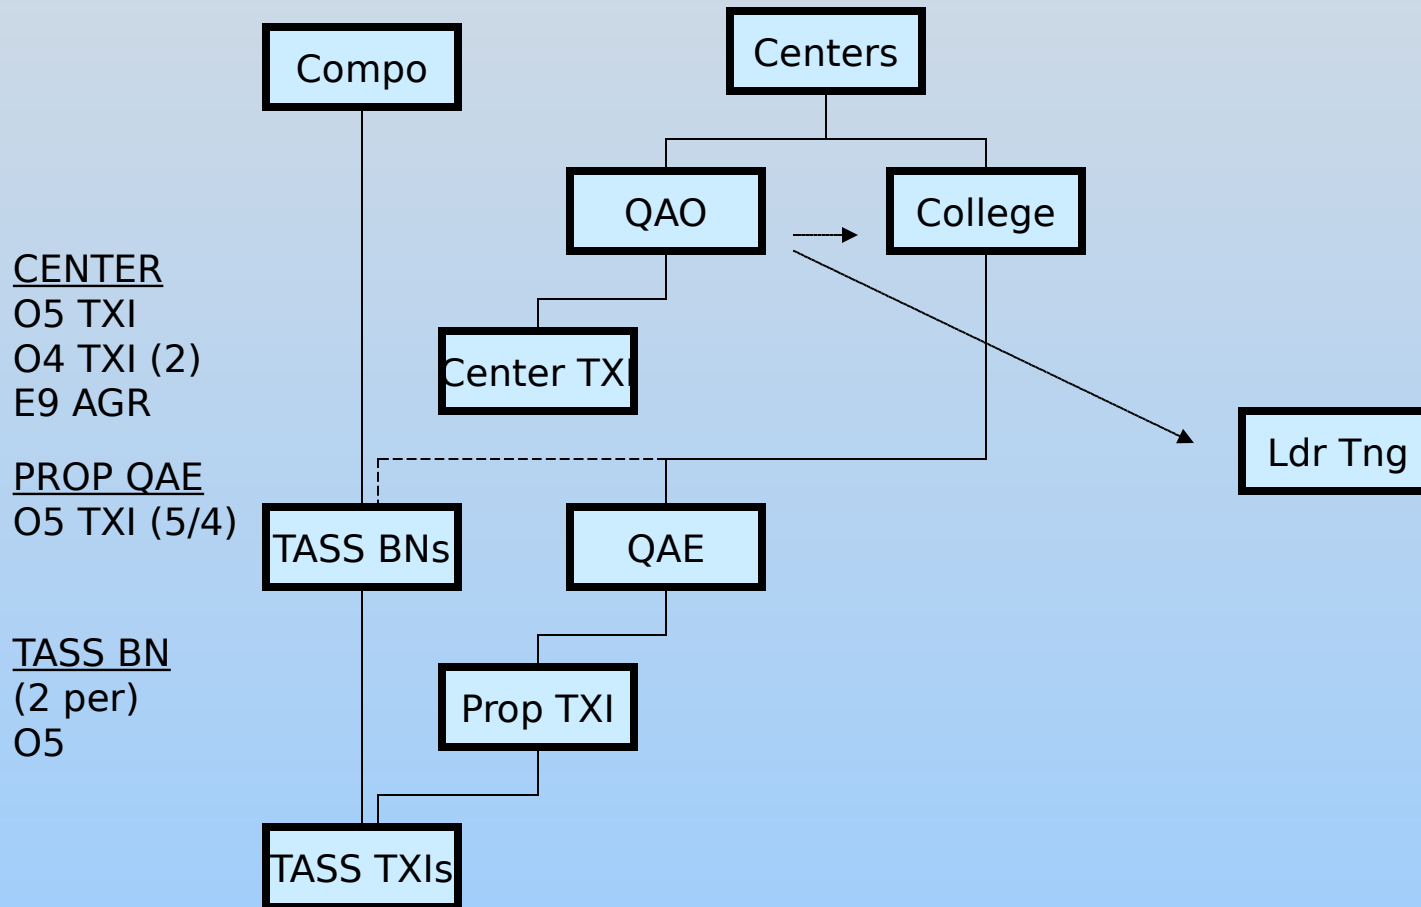 Compo
Centers
QAO
College
CENTER
O5 TXI
O4 TXI (2)
E9 AGR
Center TXI
Ldr Tng
PROP QAE
O5 TXI (5/4)
TASS BNs
QAE
TASS BN
(2 per)
O5
Prop TXI
TASS TXIs